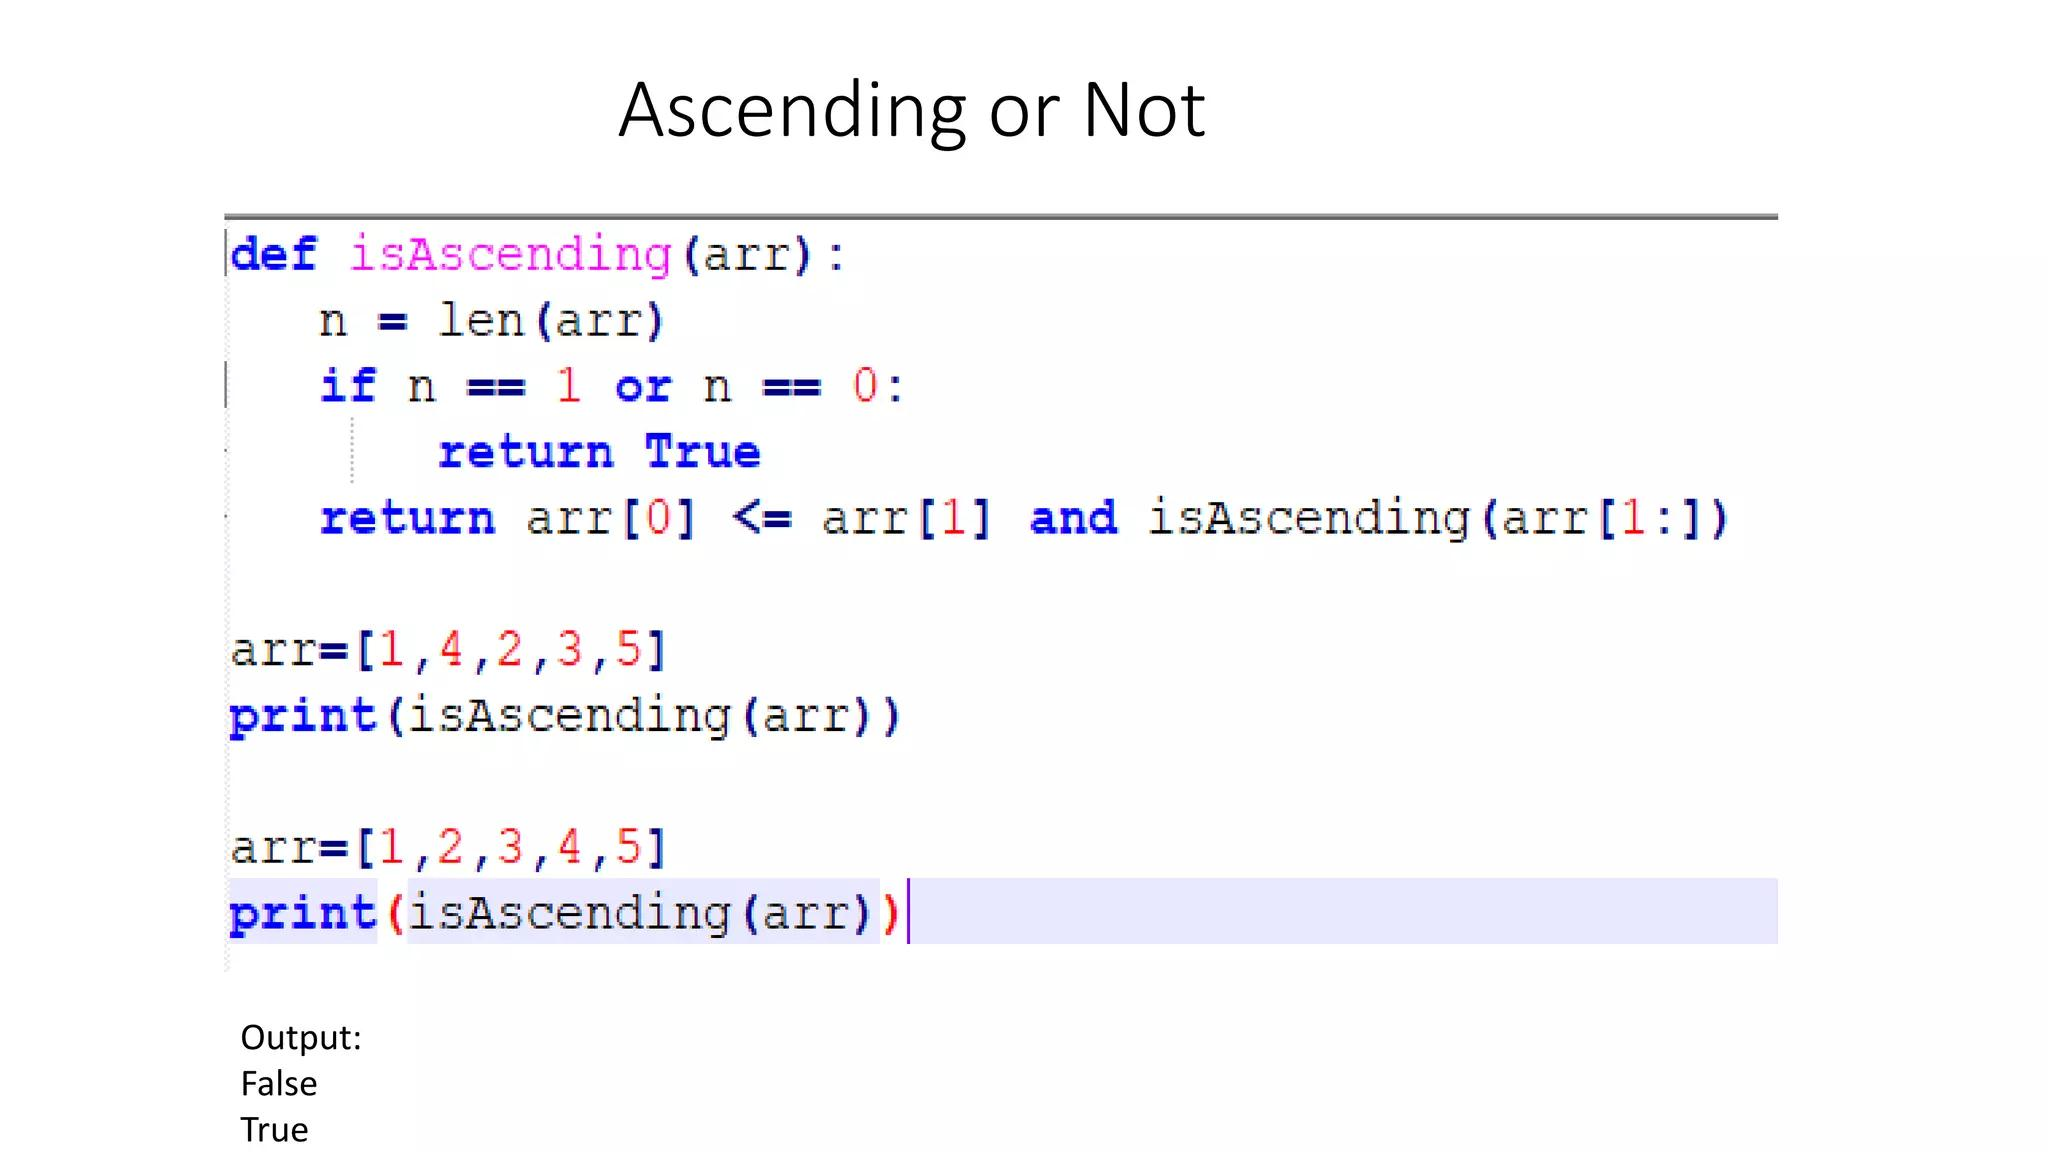 Ascending or Not
def isAscending(arr):
   n = len(arr)
   if n == 1 or n == 0:
       return True
   return arr[0] <= arr[1] and isAscending(arr[1:])
arr=[1,4,2,3,5]
print(isAscending(arr))
arr=[1,2,3,4,5]
print(isAscending(arr))
Output:
False
True